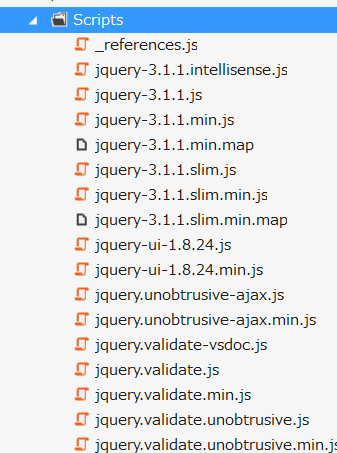 Scripts
_references.js
jquery-3.1.1.intellisense.js
jquery-3.1.1.js
jquery-3.1.1.min.js
jquery-3.1.1.min.map
jquery-3.1.1.slim.js
jquery-3.1.1.slim.min.js
jquery-3.1.1.slim.min.map
jquery-ui-1.8.24.js
jquery-ui-1.8.24.min.js
jquery.unobtrusive-ajax.js
jquery.unobtrusive-ajax.min.js
jquery.validate-vsdoc.js
jquery.validate.js
jquery.validate.min.js
jquery.validate.unobtrusive.js
jquery.validate.unobtrusive.min.js